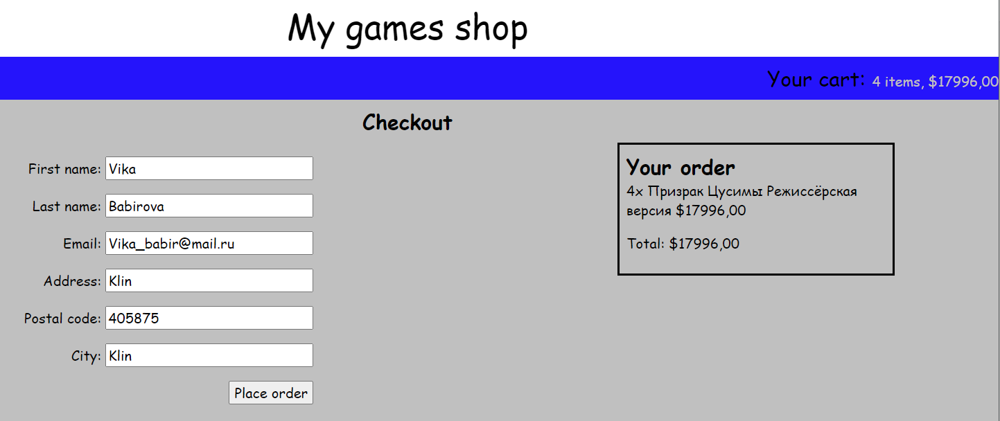 My games shop
Your cart: 4 items, $17996,00
Checkout
First name: Vika
Last name: Babirova
Email: Vika_babir@mail.ru
Address: Klin
Postal code: 405875
City: Klin
Place order
Your order
4x Призрак Цусимы Режиссёрская
версия $17996,00
Total: $17996,00